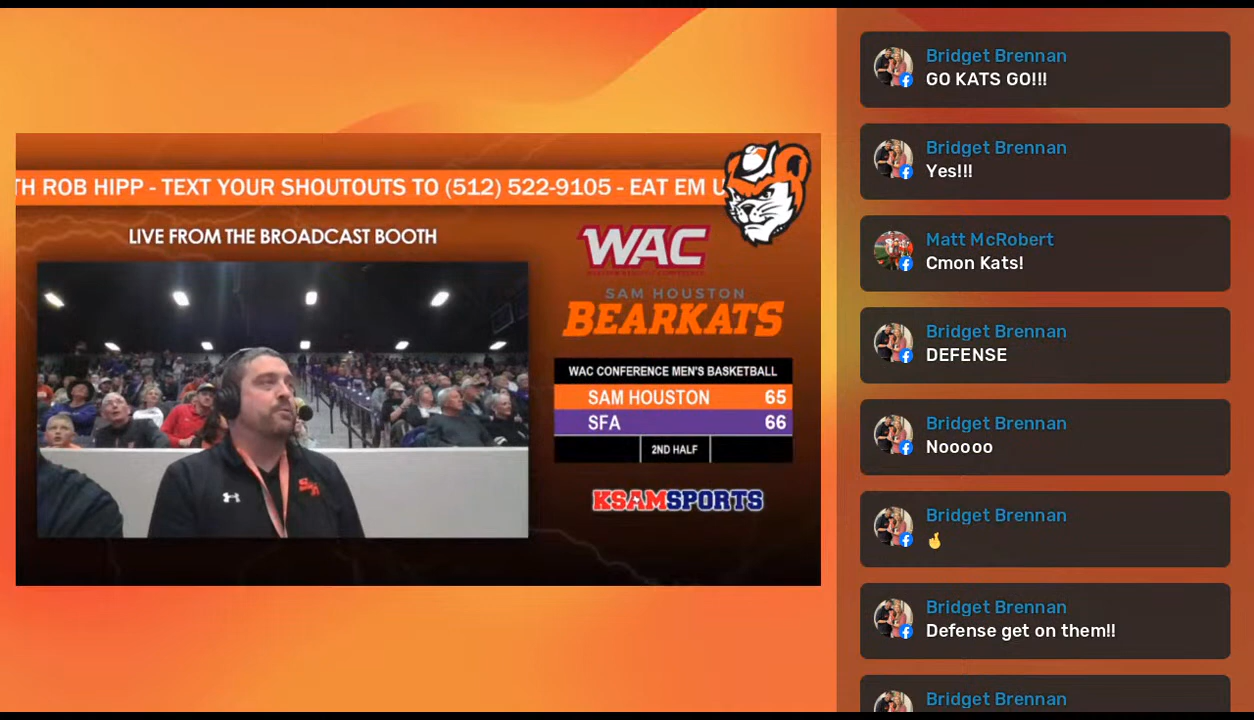 TH ROB HIPP - TEXT YOUR SHOUTOUTS TO (512) 522-9105 - EAT EM U
LIVE FROM THE BROADCAST BOOTH
WAC
SAM HOUSTON
BEARKATS
WAC CONFERENCE MEN'S BASKETBALL
SAM HOUSTON 65
SFA 66
2ND HALF
KSAMSPORTS
Bridget Brennan
GO KATS GO!!!
Bridget Brennan
Yes!!!
Matt McRobert
Cmon Kats!
Bridget Brennan
DEFENSE
Bridget Brennan
Nooooo
Bridget Brennan
🤞
Bridget Brennan
Defense get on them!!
Bridget Brennan